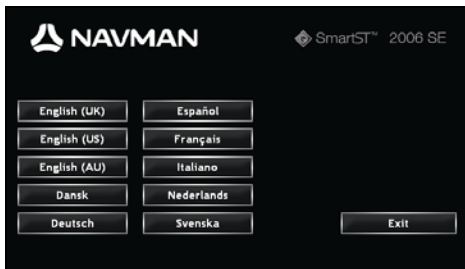 NAVMAN SmartST™ 2006 SE
English (UK) Español
English (US) Français
English (AU) Italiano
Dansk Nederlands
Deutsch Svenska Exit